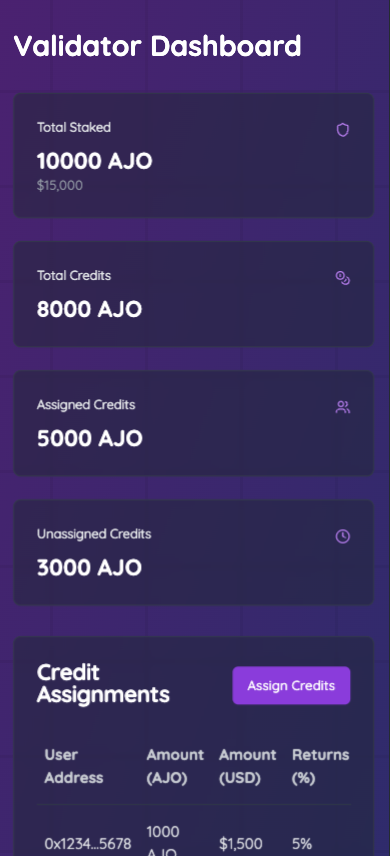 Validator Dashboard
Total Staked
10000 AJO
$15,000
Total Credits
8000 AJO
Assigned Credits
5000 AJO
Unassigned Credits
3000 AJO
Credit
Assignments
Assign Credits
User Address
Amount (AJO)
Amount (USD)
Returns (%)
0x1234...5678
1000 AJO
$1,500
5%